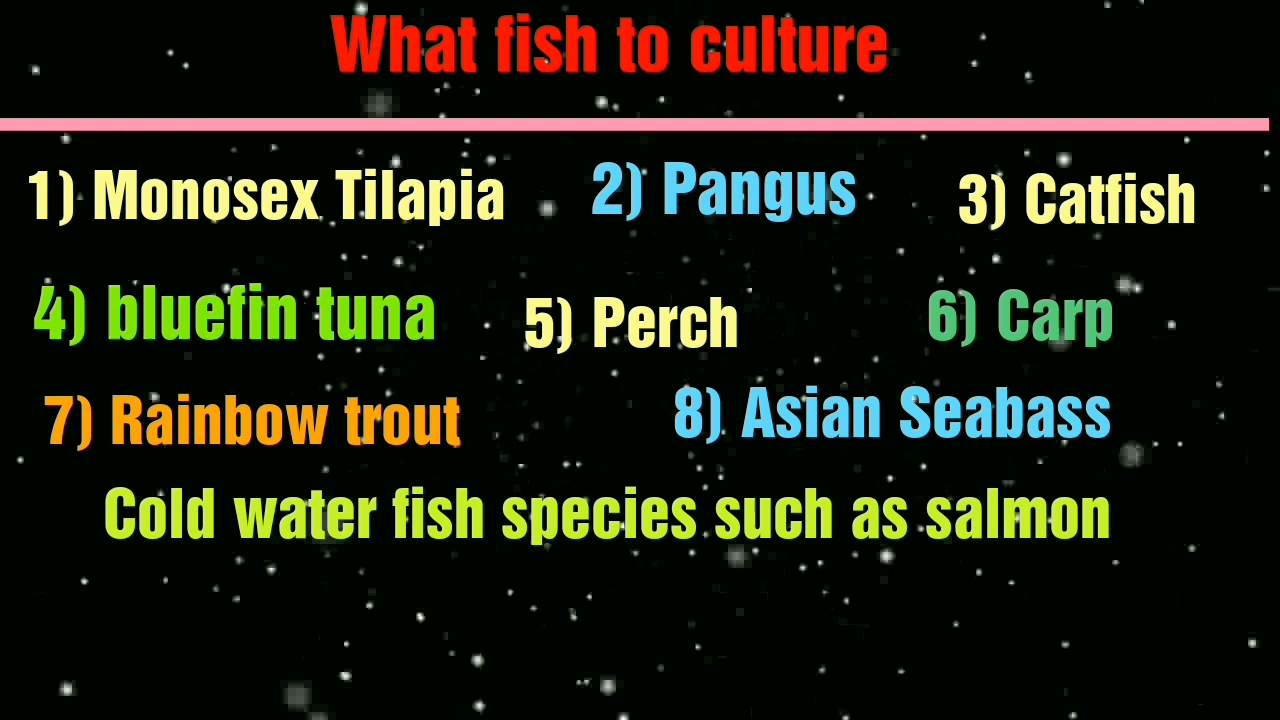 What fish to culture
1) Monosex Tilapia 2) Pangus 3) Catfish
4) bluefin tuna 5) Perch 6) Carp
7) Rainbow trout 8) Asian Seabass
Cold water fish species such as salmon